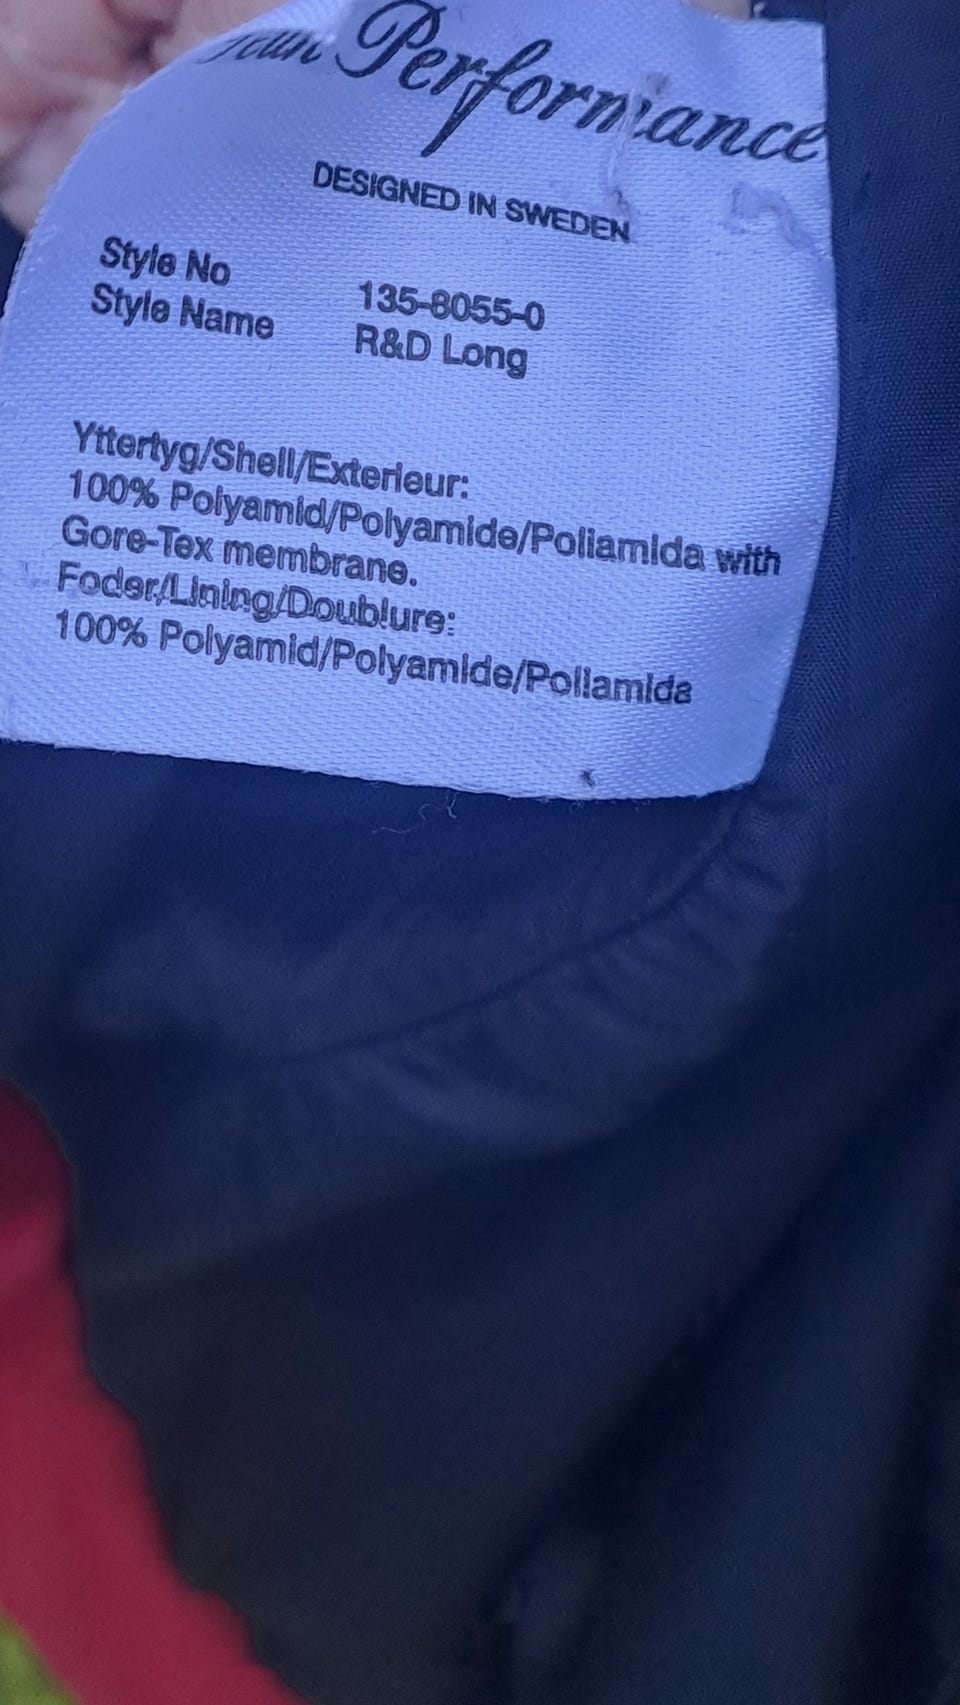 Performance
DESIGNED IN SWEDEN
Style No 135-8055-0
Style Name R&D Long
Yttertyg/Shell/Exterieur:
100% Polyamid/Polyamide/Poliamida with
Gore-Tex membrane.
Foder/Lining/Doublure:
100% Polyamid/Polyamide/Poliamida